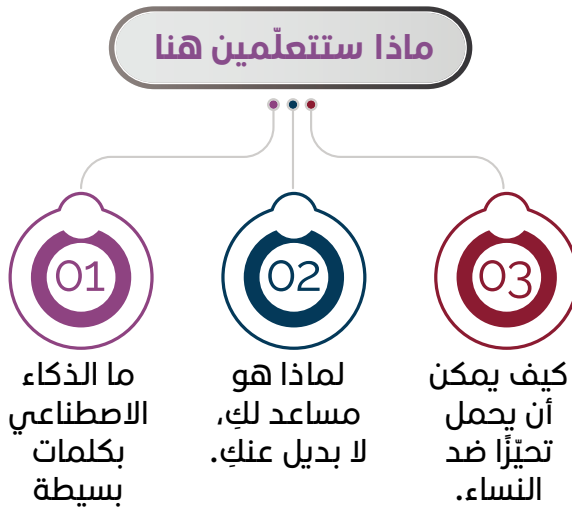 ماذا ستتعلّمين هنا
01
ما الذكاء
الاصطناعي
بكلمات
بسيطة
02
لماذا هو
مساعد لكِ،
لا بديل عنكِ.
03
كيف يمكن
أن يحمل
تحيّزًا ضد
النساء.